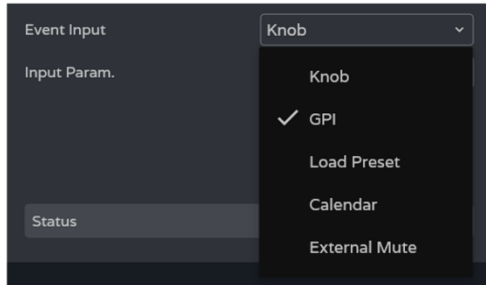 Event Input
Knob
Input Param.
Knob
GPI
Load Preset
Calendar
External Mute
Status